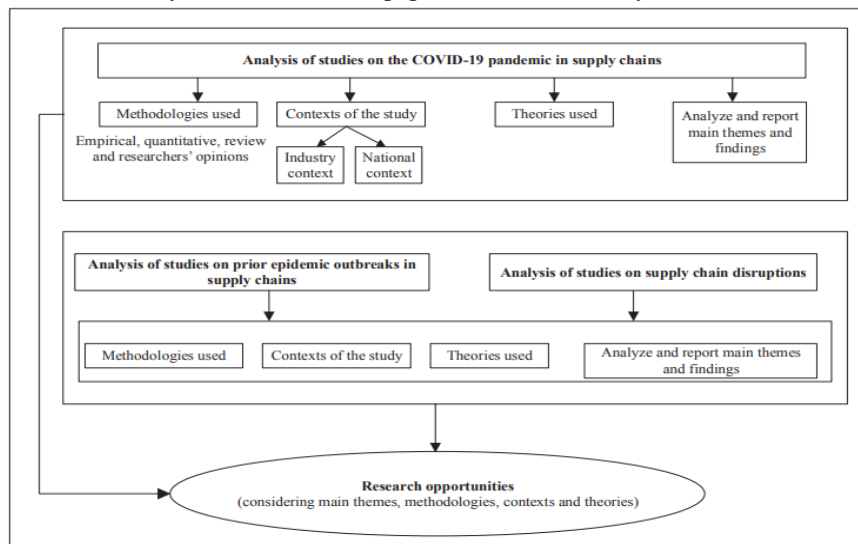 Analysis of studies on the COVID-19 pandemic in supply chains
Methodologies used
Contexts of the study
Theories used
Analyze and report
main themes and
findings
Empirical, quantitative, review
and researchers' opinions
Industry
context
National
context
Analysis of studies on prior epidemic outbreaks in
supply chains
Analysis of studies on supply chain disruptions
Methodologies used
Contexts of the study
Theories used
Analyze and report main themes
and findings
Research opportunities
(considering main themes, methodologies, contexts and theories)